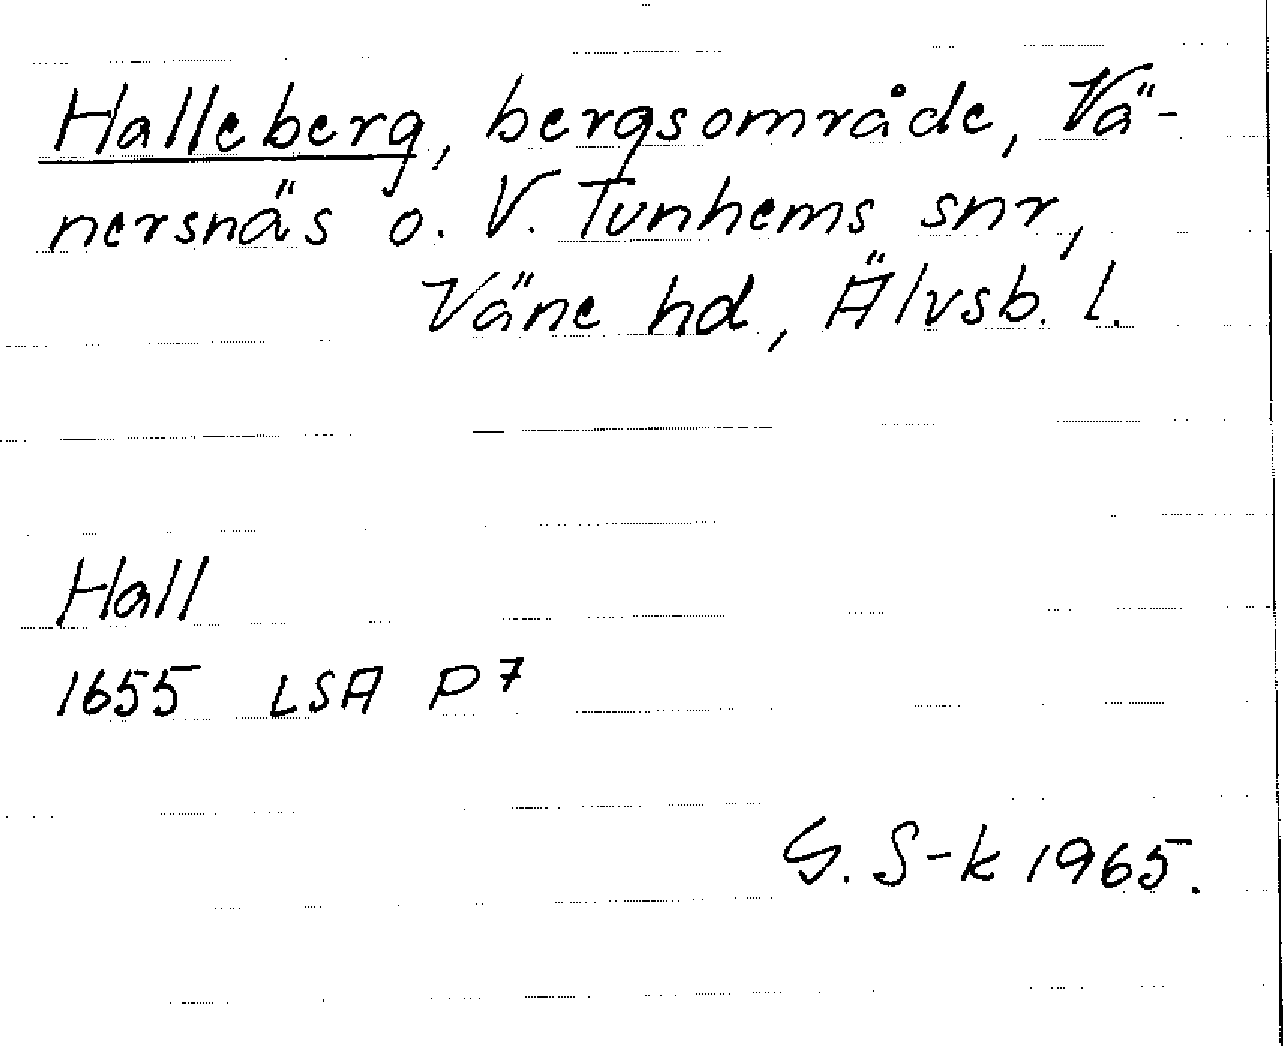 Halleberg, bergsområde, Vä-
nersnäs o. V. Tunhems snr,
Väne hd, Älvsb. l.
Hall
1655 LSA P7
G. S-k 1965.